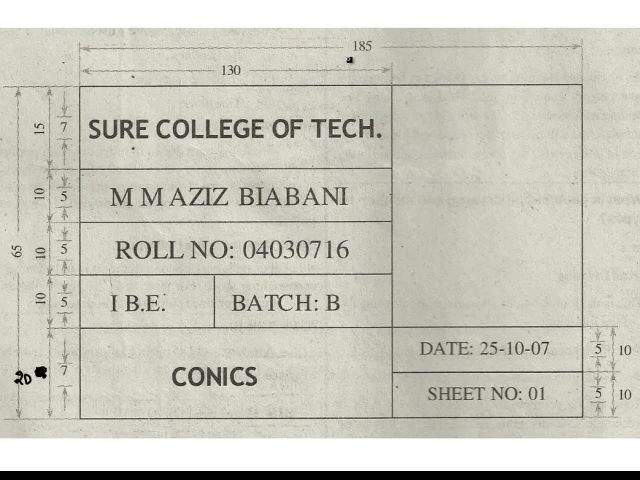 185
130
15 7 SURE COLLEGE OF TECH.
10 5 M M AZIZ BIABANI
65 10 5 ROLL NO: 04030716
10 5 I B.E. BATCH: B
20 7 CONICS
DATE: 25-10-07 5 10
SHEET NO: 01 5 10